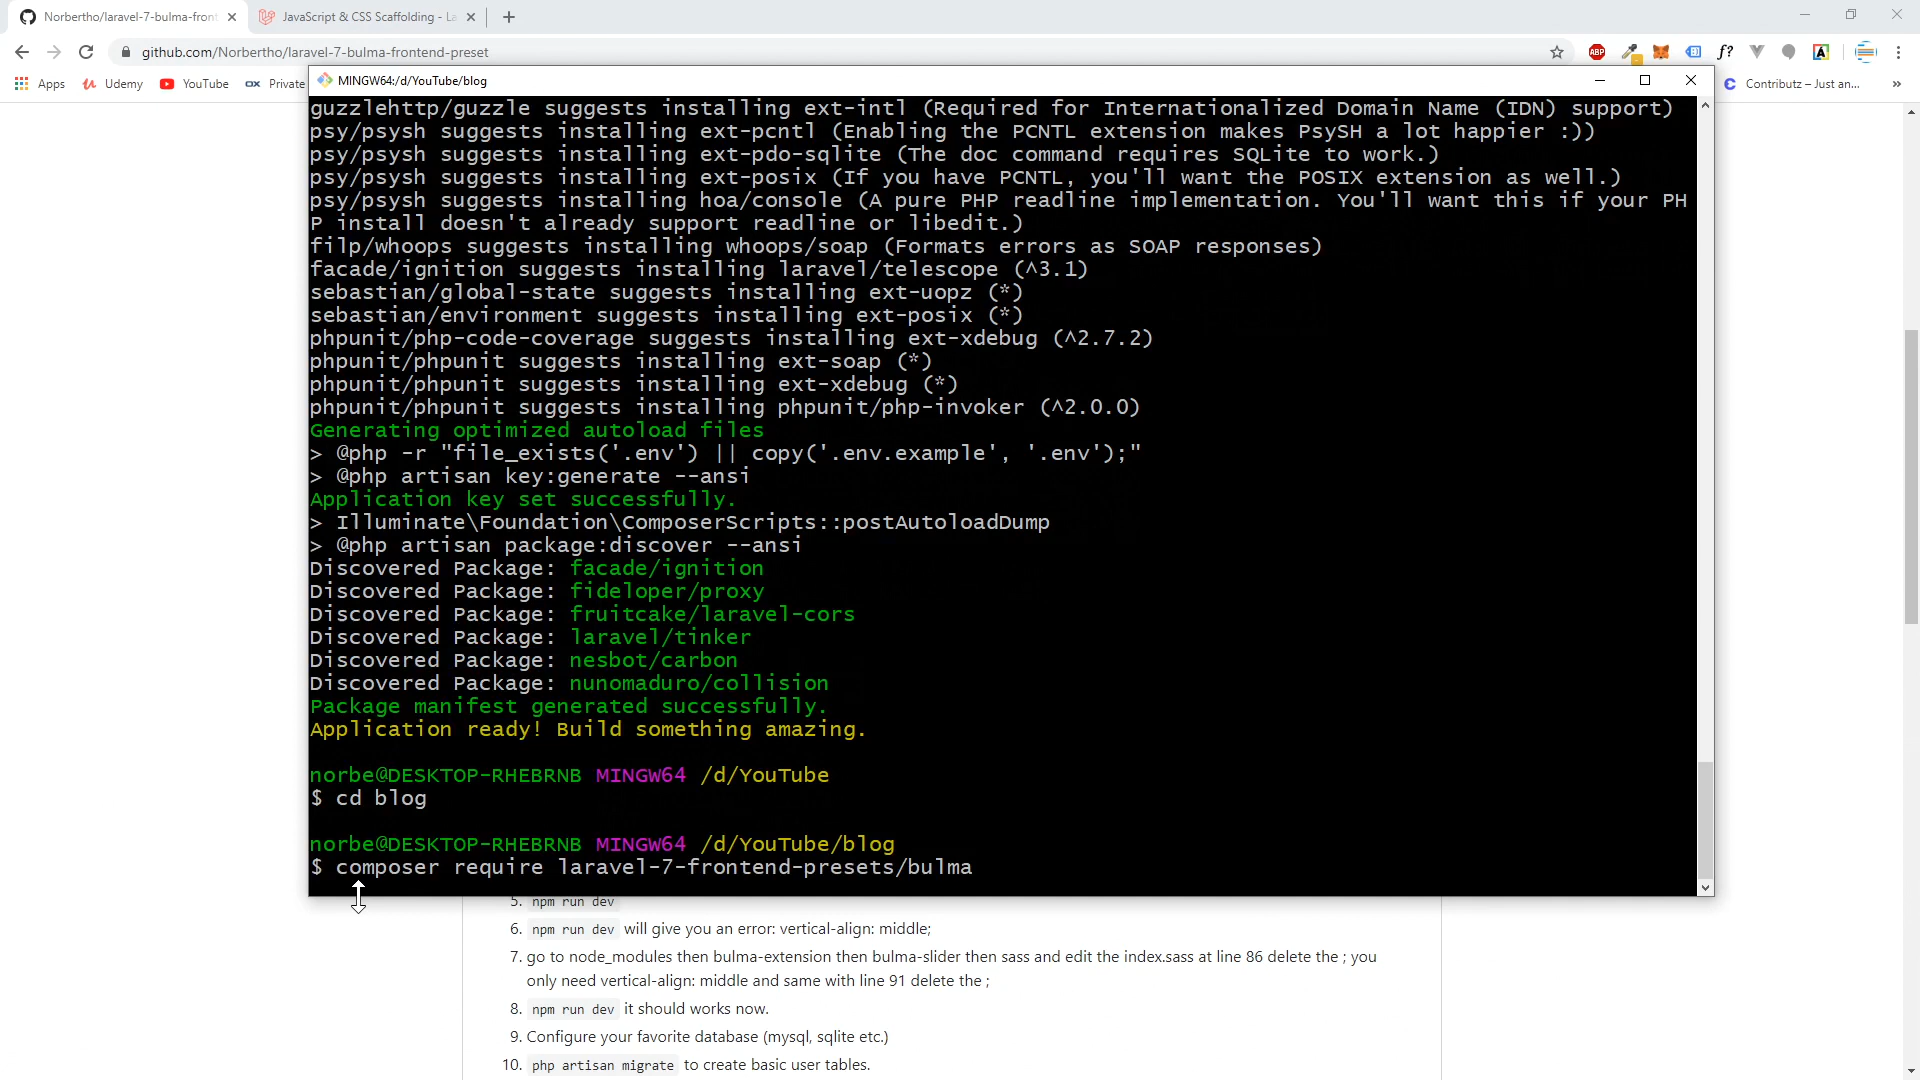 Norbertho/laravel-7-bulma-front
JavaScript & CSS Scaffolding - La
github.com/Norbertho/laravel-7-bulma-frontend-preset
ABP
f?
A
Apps
Udemy
YouTube
Private
Contributz – Just an...
»
MINGW64:/d/YouTube/blog
guzzlehttp/guzzle suggests installing ext-intl (Required for Internationalized Domain Name (IDN) support)
psy/psysh suggests installing ext-pcntl (Enabling the PCNTL extension makes PsySH a lot happier :))
psy/psysh suggests installing ext-pdo-sqlite (The doc command requires SQLite to work.)
psy/psysh suggests installing ext-posix (If you have PCNTL, you'll want the POSIX extension as well.)
psy/psysh suggests installing hoa/console (A pure PHP readline implementation. You'll want this if your PH
P install doesn't already support readline or libedit.)
filp/whoops suggests installing whoops/soap (Formats errors as SOAP responses)
facade/ignition suggests installing laravel/telescope (^3.1)
sebastian/global-state suggests installing ext-uopz (*)
sebastian/environment suggests installing ext-posix (*)
phpunit/php-code-coverage suggests installing ext-xdebug (^2.7.2)
phpunit/phpunit suggests installing ext-soap (*)
phpunit/phpunit suggests installing ext-xdebug (*)
phpunit/phpunit suggests installing phpunit/php-invoker (^2.0.0)
Generating optimized autoload files
> @php -r "file_exists('.env') || copy('.env.example', '.env');"
> @php artisan key:generate --ansi
Application key set successfully.
> Illuminate\Foundation\ComposerScripts::postAutoloadDump
> @php artisan package:discover --ansi
Discovered Package: facade/ignition
Discovered Package: fideloper/proxy
Discovered Package: fruitcake/laravel-cors
Discovered Package: laravel/tinker
Discovered Package: nesbot/carbon
Discovered Package: nunomaduro/collision
Package manifest generated successfully.
Application ready! Build something amazing.
norbe@DESKTOP-RHEBRNB MINGW64 /d/YouTube
$ cd blog
norbe@DESKTOP-RHEBRNB MINGW64 /d/YouTube/blog
$ composer require laravel-7-frontend-presets/bulma
5. npm run dev
6. npm run dev will give you an error: vertical-align: middle;
7. go to node_modules then bulma-extension then bulma-slider then sass and edit the index.sass at line 86 delete the ; you
only need vertical-align: middle and same with line 91 delete the ;
8. npm run dev it should works now.
9. Configure your favorite database (mysql, sqlite etc.)
10. php artisan migrate to create basic user tables.